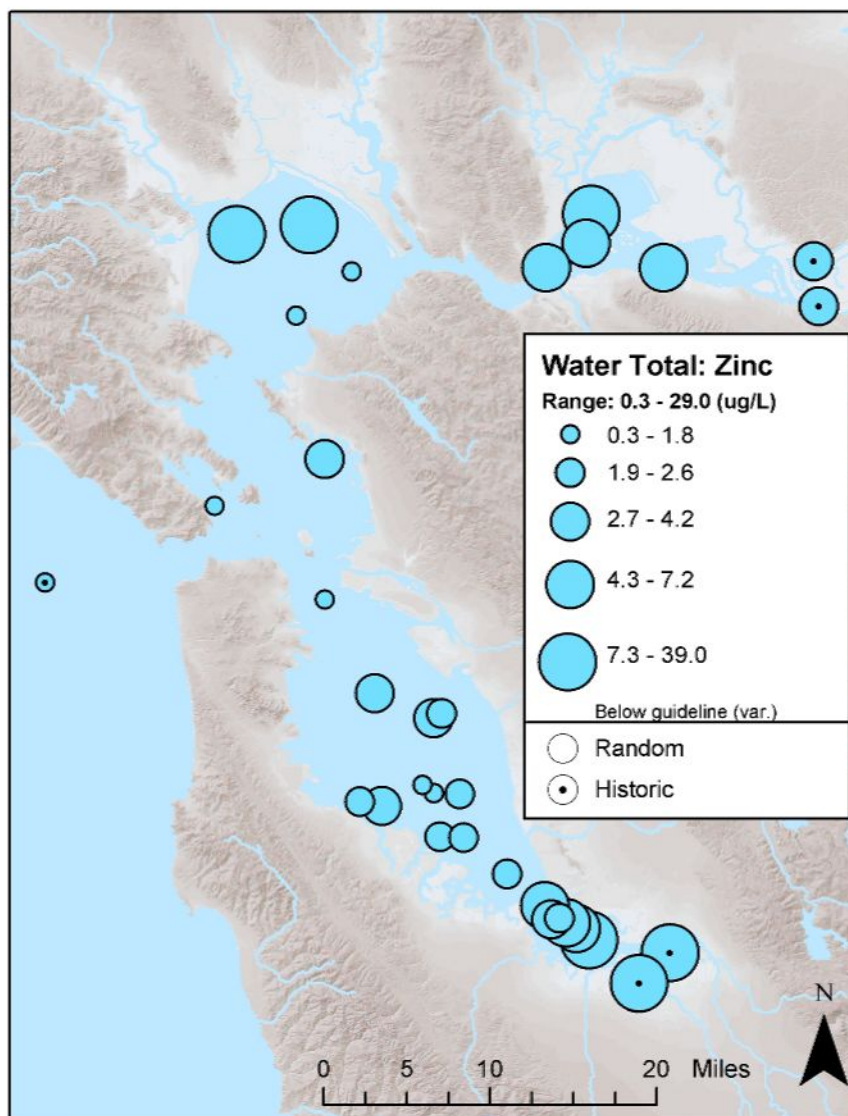 Water Total: Zinc
Range: 0.3 - 29.0 (ug/L)
0.3 - 1.8
1.9 - 2.6
2.7 - 4.2
4.3 - 7.2
7.3 - 39.0
Below guideline (var.)
Random
Historic
N
0 5 10 20 Miles